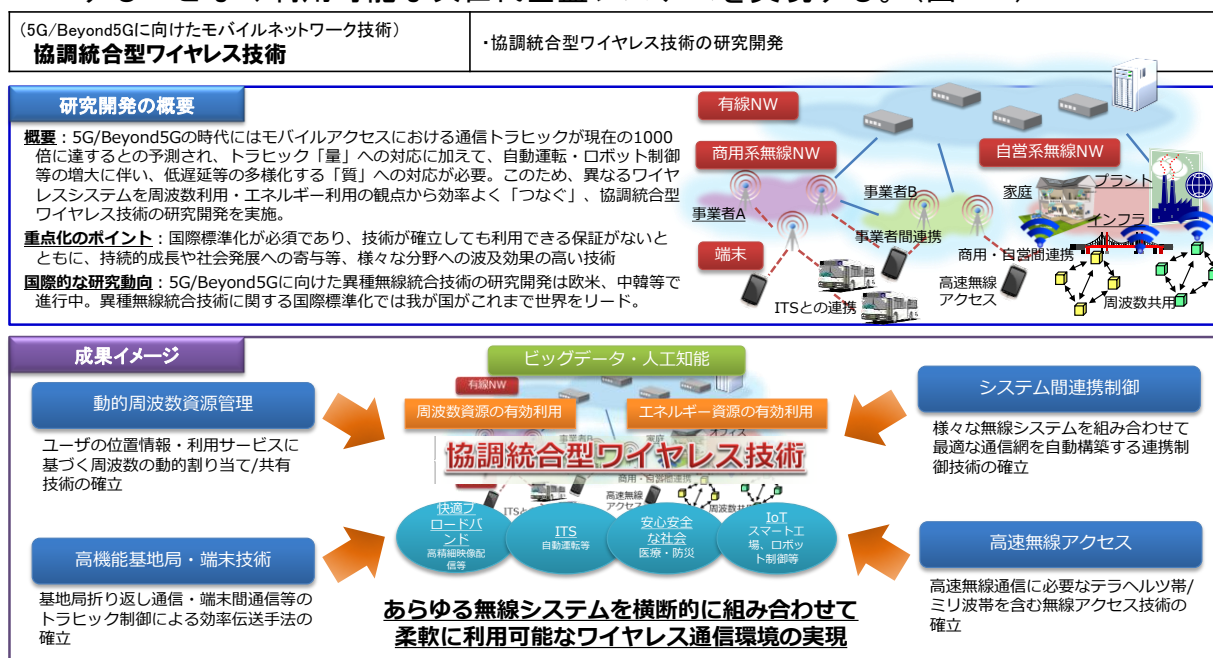 （5G/Beyond5Gに向けたモバイルネットワーク技術）
協調統合型ワイヤレス技術
・協調統合型ワイヤレス技術の研究開発
研究開発の概要
概要：5G/Beyond5Gの時代にはモバイルアクセスにおける通信トラヒックが現在の1000
倍に達するとの予測され、トラヒック「量」への対応に加えて、自動運転・ロボット制御
等の増大に伴い、低遅延等の多様化する「質」への対応が必要。このため、異なるワイヤ
レスシステムを周波数利用・エネルギー利用の観点から効率よく「つなぐ」、協調統合型
ワイヤレス技術の研究開発を実施。
重点化のポイント：国際標準化が必須であり、技術が確立しても利用できる保証がないと
ともに、持続的成長や社会発展への寄与等、様々な分野への波及効果の高い技術
国際的な研究動向：5G/Beyond5Gに向けた異種無線統合技術の研究開発は欧米、中韓等で
進行中。異種無線統合技術に関する国際標準化では我が国がこれまで世界をリード。
有線NW
商用系無線NW
自営系無線NW
事業者A
事業者B
家庭
プラント
インフラ
事業者間連携
商用・自営間連携
端末
ITSとの連携
高速無線
アクセス
周波数共用
成果イメージ
ビッグデータ・人工知能
有線NW
周波数資源の有効利用
エネルギー資源の有効利用
オフィス
協調統合型ワイヤレス技術
高速無線
アクセス
動的周波数資源管理
ユーザの位置情報・利用サービスに
基づく周波数の動的割り当て/共有
技術の確立
高機能基地局・端末技術
基地局折り返し通信・端末間通信等の
トラヒック制御による効率伝送手法の
確立
快適ブ
ロードバ
ンド
高精細映像配
信等
ITS
自動運転等
安心安全
な社会
医療・防災
IoT
スマートエ
場、ロボッ
ト制御等
システム間連携制御
様々な無線システムを組み合わせて
最適な通信網を自動構築する連携制
御技術の確立
高速無線アクセス
高速無線通信に必要なテラヘルツ帯/
ミリ波帯を含む無線アクセス技術の
確立
あらゆる無線システムを横断的に組み合わせて
柔軟に利用可能なワイヤレス通信環境の実現